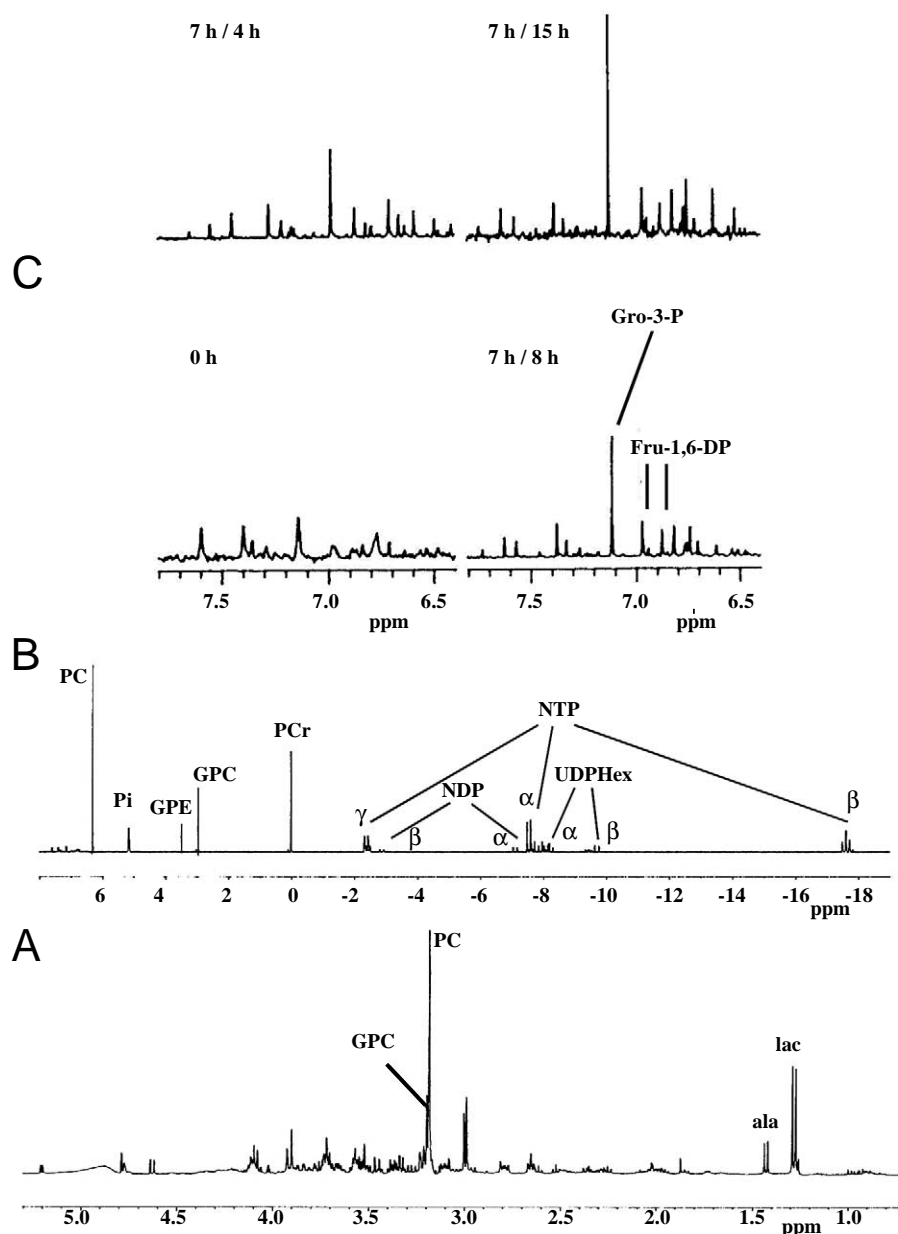 7 h / 4 h
7 h / 15 h
C
Gro-3-P
0 h
7 h / 8 h
Fru-1,6-DP
7.5 7.0 6.5 7.0 6.5
ppm ppm
B
PC
NTP
PCr
GPC
UDPHex
Pi
GPE
NDP
γ β α α α β β
6 4 2 0 -2 -4 -6 -8 -10 -12 -14 -16 -18
ppm
A
PC
GPC
lac
ala
5.0 4.5 4.0 3.5 3.0 2.5 2.0 1.5 1.0
ppm